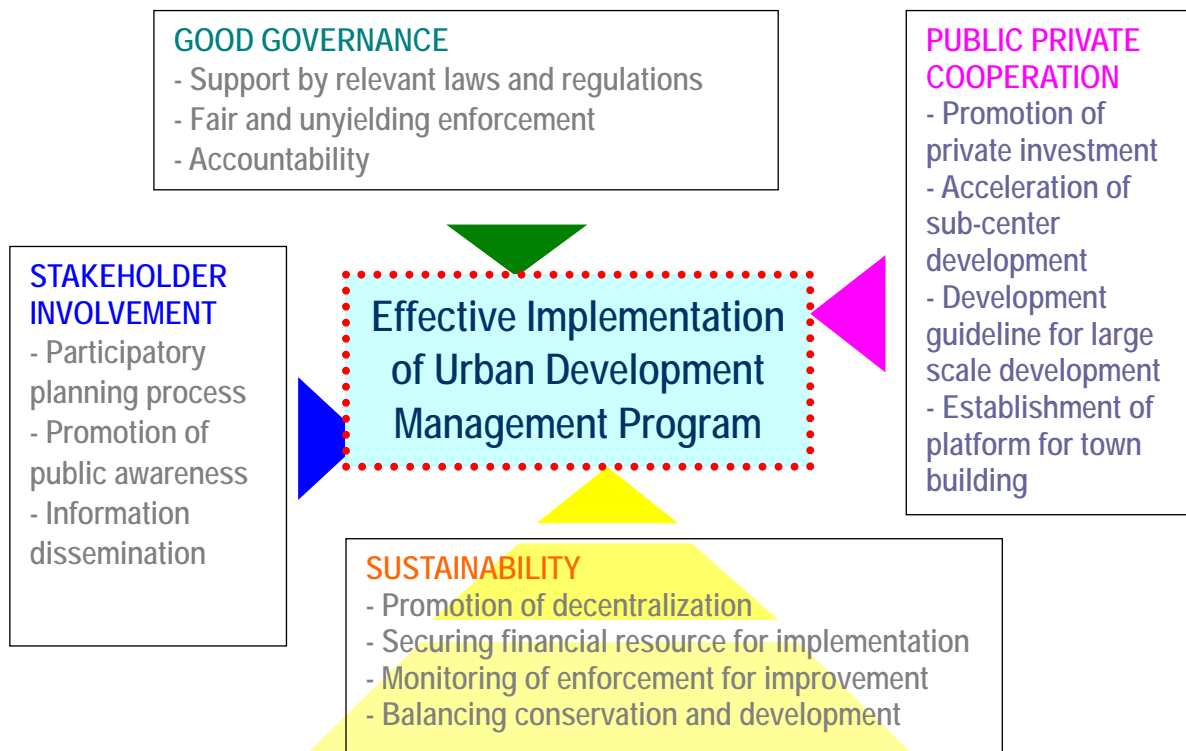 GOOD GOVERNANCE
- Support by relevant laws and regulations
- Fair and unyielding enforcement
- Accountability
PUBLIC PRIVATE
COOPERATION
- Promotion of
private investment
- Acceleration of
sub-center
development
- Development
guideline for large
scale development
- Establishment of
platform for town
building
STAKEHOLDER
INVOLVEMENT
- Participatory
planning process
- Promotion of
public awareness
- Information
dissemination
Effective Implementation
of Urban Development
Management Program
SUSTAINABILITY
- Promotion of decentralization
- Securing financial resource for implementation
- Monitoring of enforcement for improvement
- Balancing conservation and development